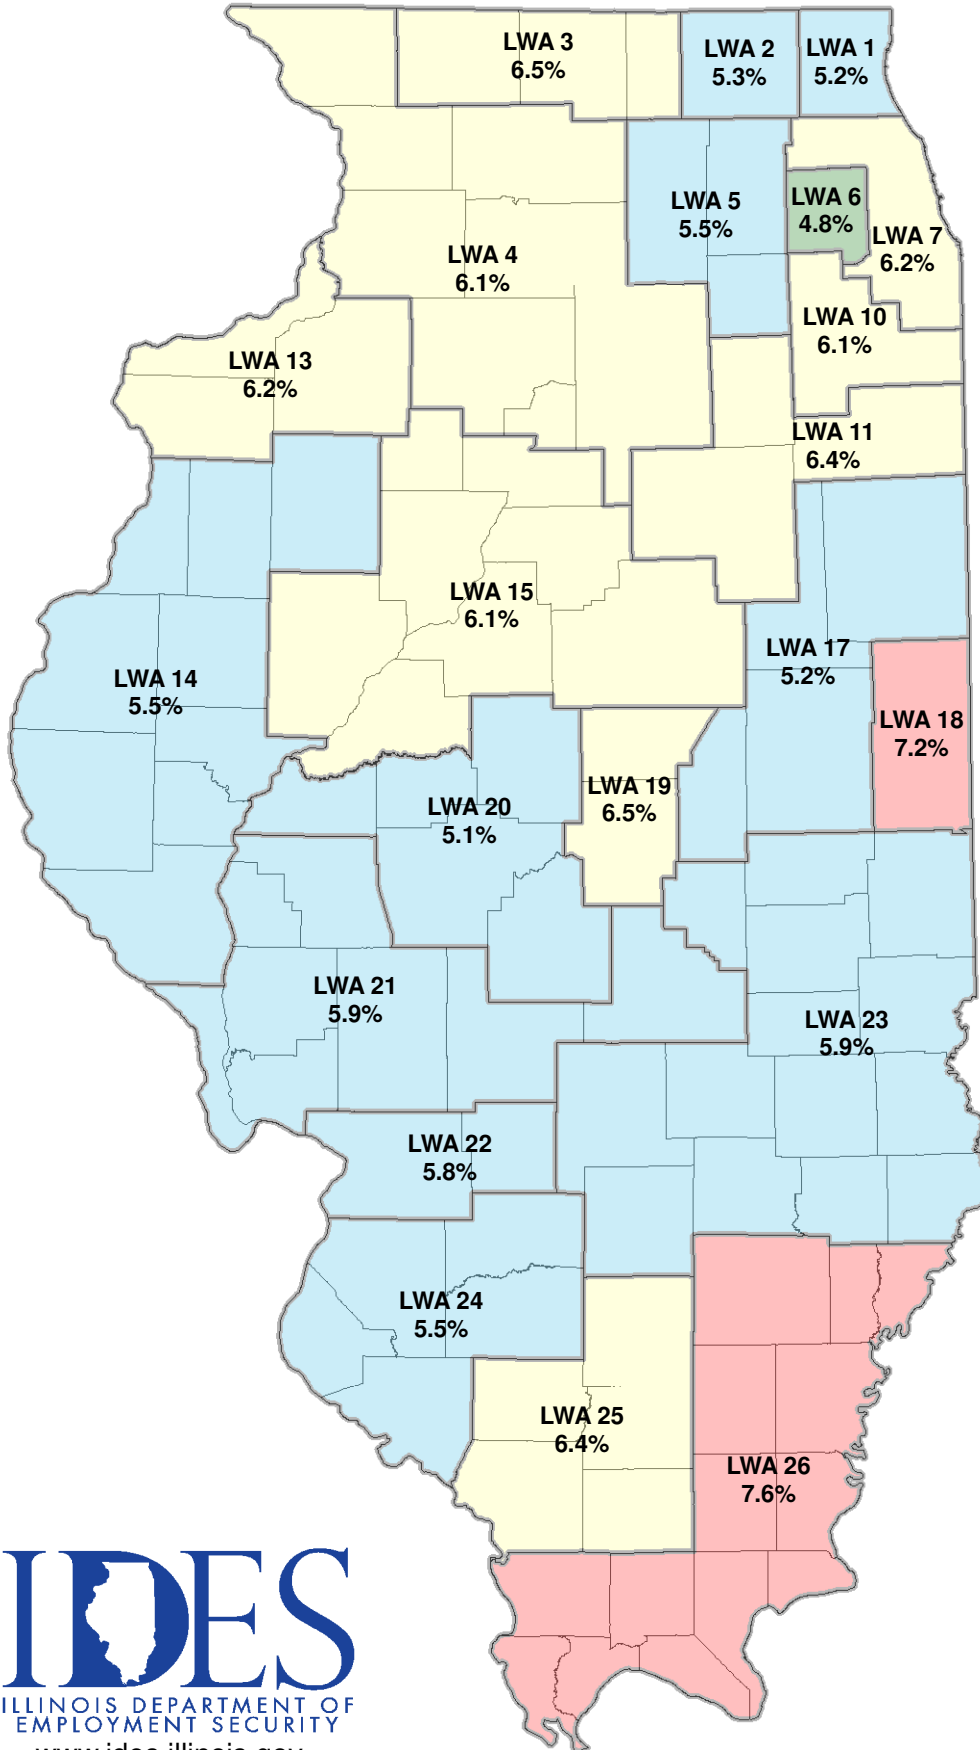 LWA 3
6.5%
LWA 2
5.3%
LWA 1
5.2%
LWA 5
5.5%
LWA 6
4.8%
LWA 7
6.2%
LWA 4
6.1%
LWA 10
6.1%
LWA 13
6.2%
LWA 11
6.4%
LWA 15
6.1%
LWA 14
5.5%
LWA 17
5.2%
LWA 18
7.2%
LWA 19
6.5%
LWA 20
5.1%
LWA 21
5.9%
LWA 23
5.9%
LWA 22
5.8%
LWA 24
5.5%
LWA 25
6.4%
LWA 26
7.6%
IDES
ILLINOIS DEPARTMENT OF
EMPLOYMENT SECURITY
www.ides.illinois.gov